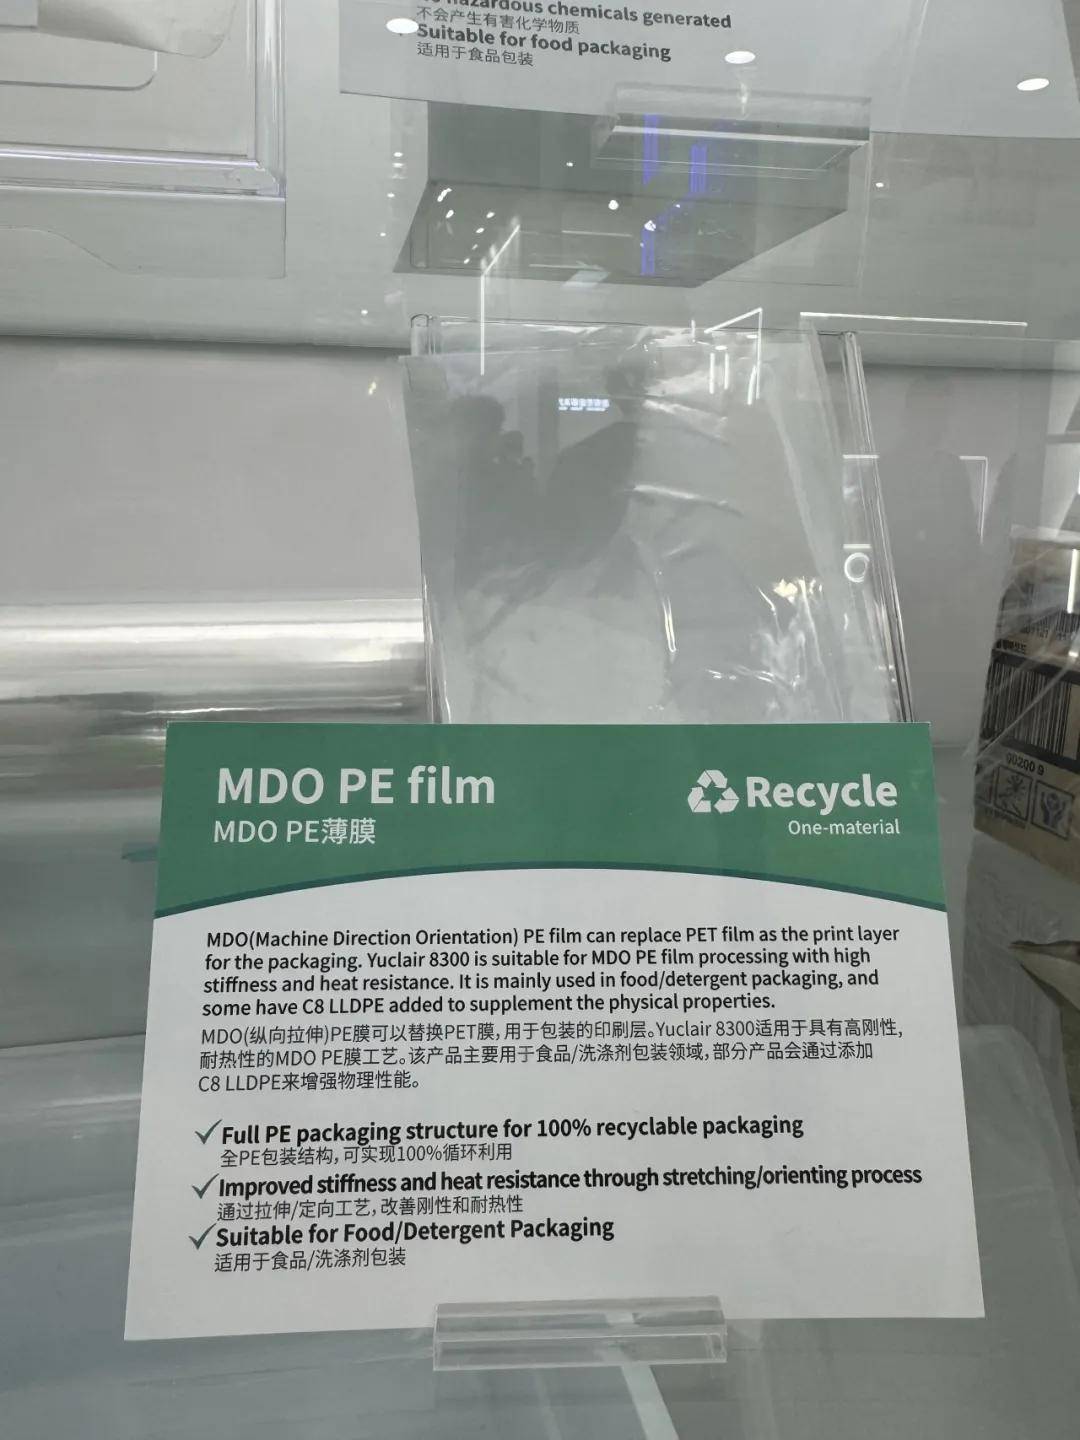 hazardous chemicals generated
不会产生有害化学物质
Suitable for food packaging
适用于食品包装
MDO PE film
MDO PE薄膜
Recycle
One-material
MDO(Machine Direction Orientation) PE film can replace PET film as the print layer
for the packaging. Yuclair 8300 is suitable for MDO PE film processing with high
stiffness and heat resistance. It is mainly used in food/detergent packaging, and
some have C8 LLDPE added to supplement the physical properties.
MDO(纵向拉伸)PE膜可以替换PET膜,用于包装的印刷层。Yuclair 8300适用于具有高刚性,
耐热性的MDO PE膜工艺。该产品主要用于食品/洗涤剂包装领域,部分产品会通过添加
C8 LLDPE来增强物理性能。
Full PE packaging structure for 100% recyclable packaging
全PE包装结构,可实现100%循环利用
Improved stiffness and heat resistance through stretching/orienting process
通过拉伸/定向工艺,改善刚性和耐热性
Suitable for Food/Detergent Packaging
适用于食品/洗涤剂包装
00200 9